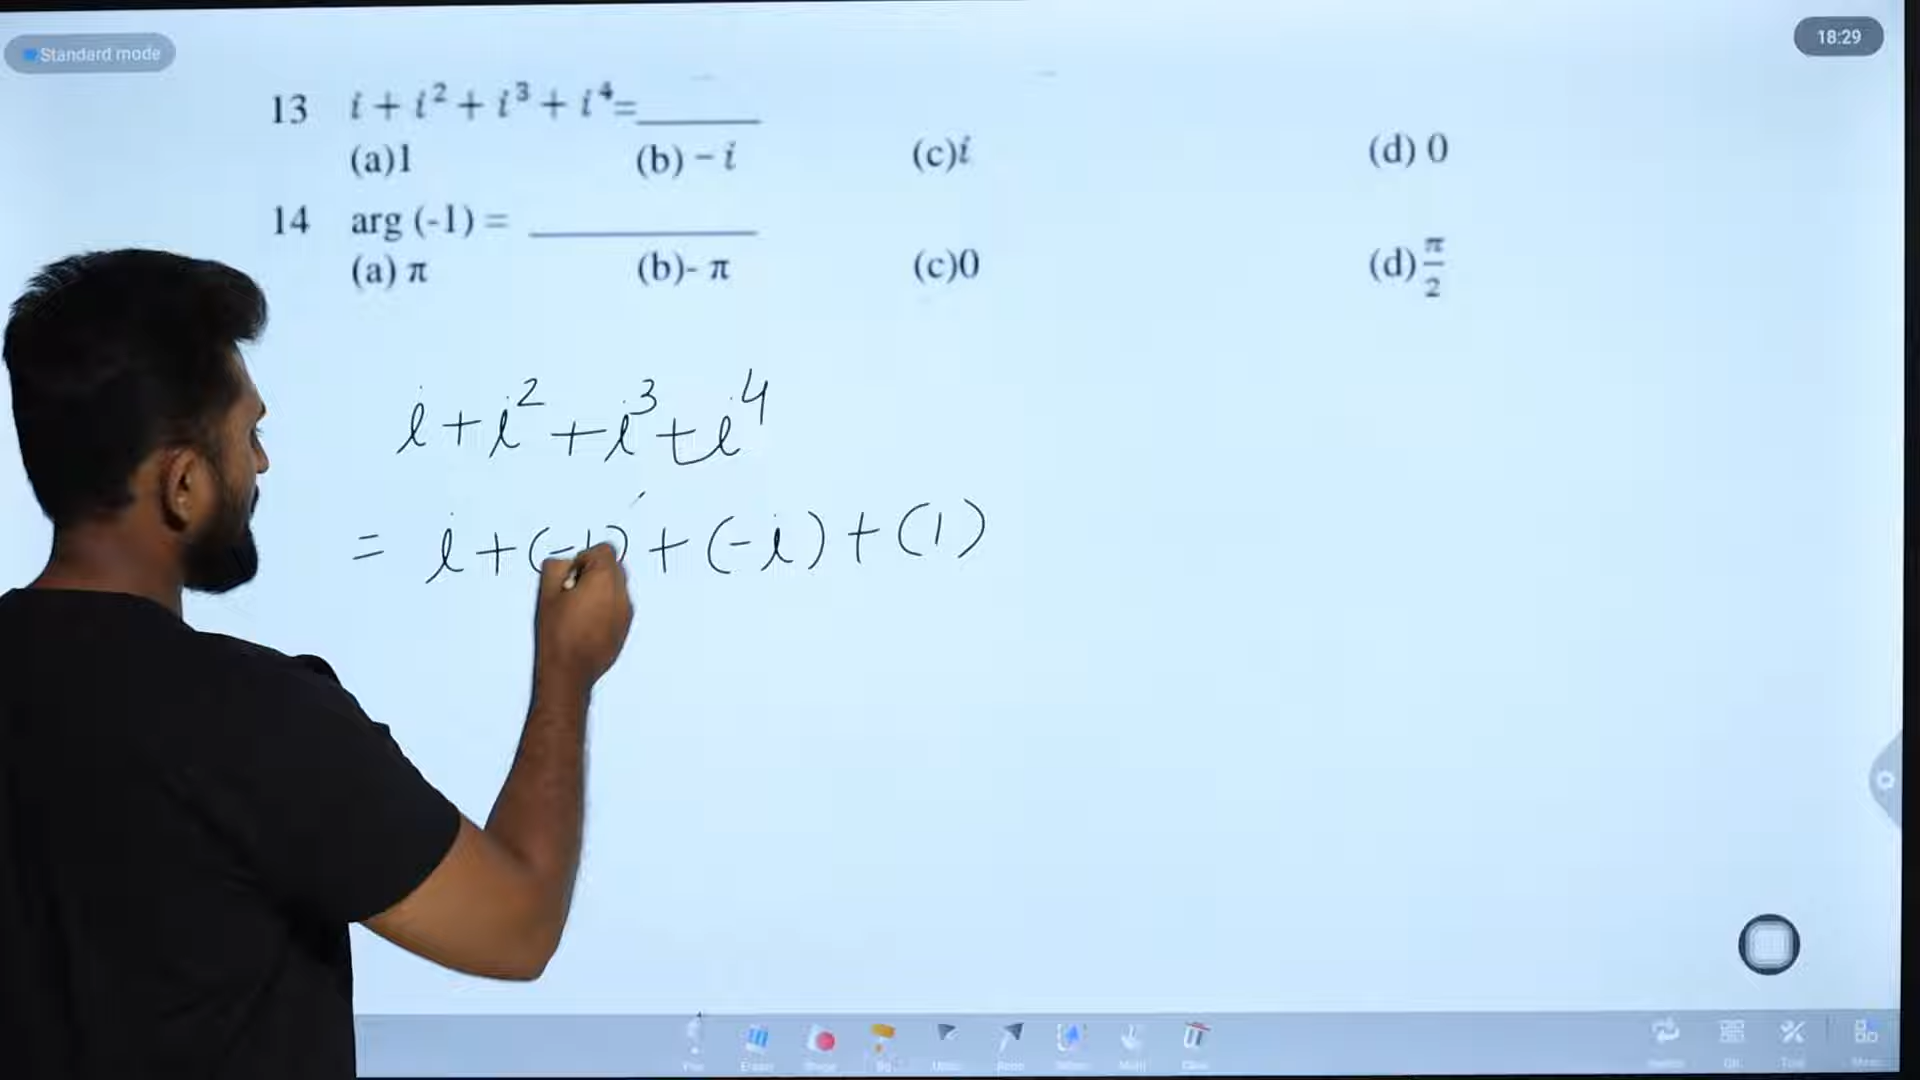 Standard mode
18:29
13 i + i² + i³ + i⁴= ______
(a)1 (b) - i (c)i (d) 0
14 arg (-1) = ______
(a) π (b)- π (c)0 (d) π/2
i + i² + i³ + i⁴
= i + (-1) + (-i) + (1)
Eraser